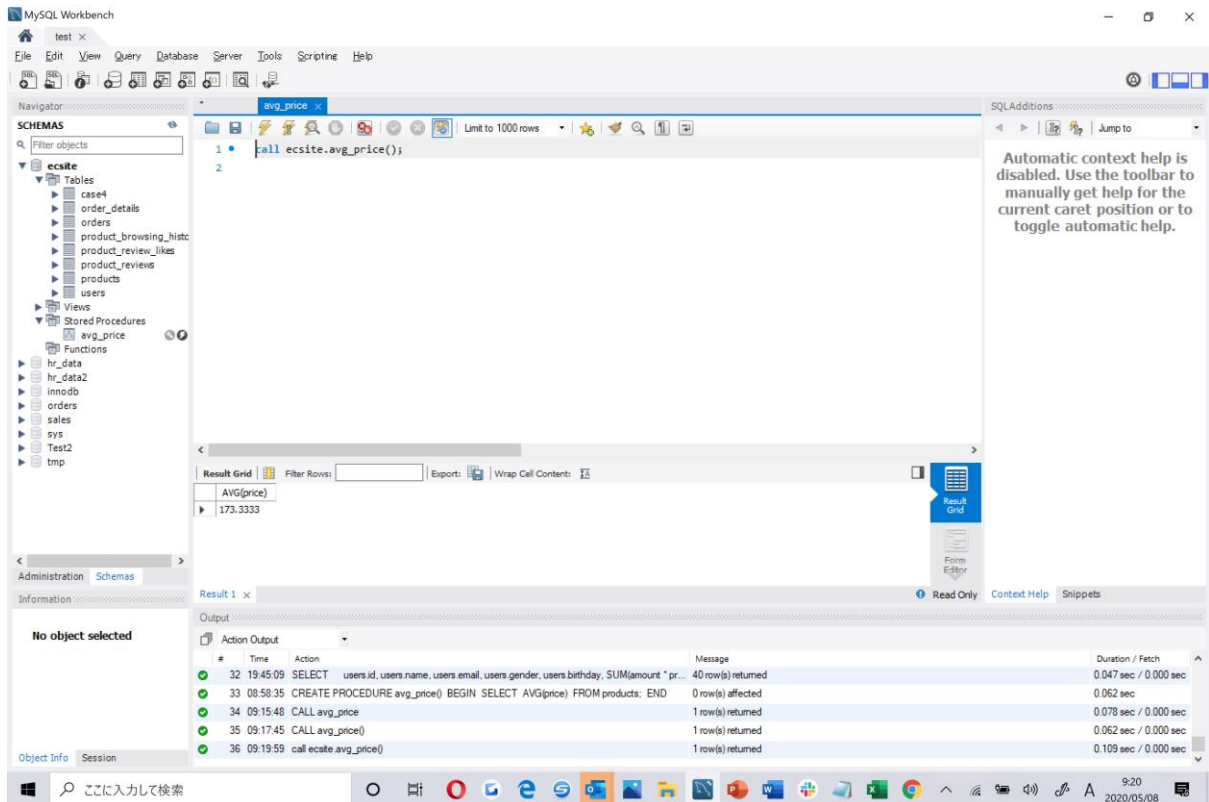 MySQL Workbench
test ×
File Edit View Query Database Server Tools Scripting Help
Navigator
SCHEMAS
Filter objects
ecsite
Tables
case4
order_details
orders
product_browsing_histo
product_review_likes
product_reviews
products
users
Views
Stored Procedures
avg_price
Functions
hr_data
hr_data2
innodb
orders
sales
sys
Test2
tmp
Administration Schemas
Information
No object selected
Object Info Session
avg_price ×
Limit to 1000 rows
1 call ecsite.avg_price();
2
Result Grid Filter Rows: Export: Wrap Cell Content:
AVG(price)
173.3333
Result Grid
Form Editor
Result 1 ×
Read Only
SQLAdditions
Jump to
Automatic context help is
disabled. Use the toolbar to
manually get help for the
current caret position or to
toggle automatic help.
Context Help Snippets
Output
Action Output
# Time Action Message Duration / Fetch
32 19:45:09 SELECT users.id, users.name, users.email, users.gender, users.birthday, SUM(amount * pr... 40 row(s) returned 0.047 sec / 0.000 sec
33 08:58:35 CREATE PROCEDURE avg_price() BEGIN SELECT AVG(price) FROM products; END 0 row(s) affected 0.062 sec
34 09:15:48 CALL avg_price 1 row(s) returned 0.078 sec / 0.000 sec
35 09:17:45 CALL avg_price() 1 row(s) returned 0.062 sec / 0.000 sec
36 09:19:59 call ecsite.avg_price() 1 row(s) returned 0.109 sec / 0.000 sec
ここに入力して検索
A
9:20
2020/05/08